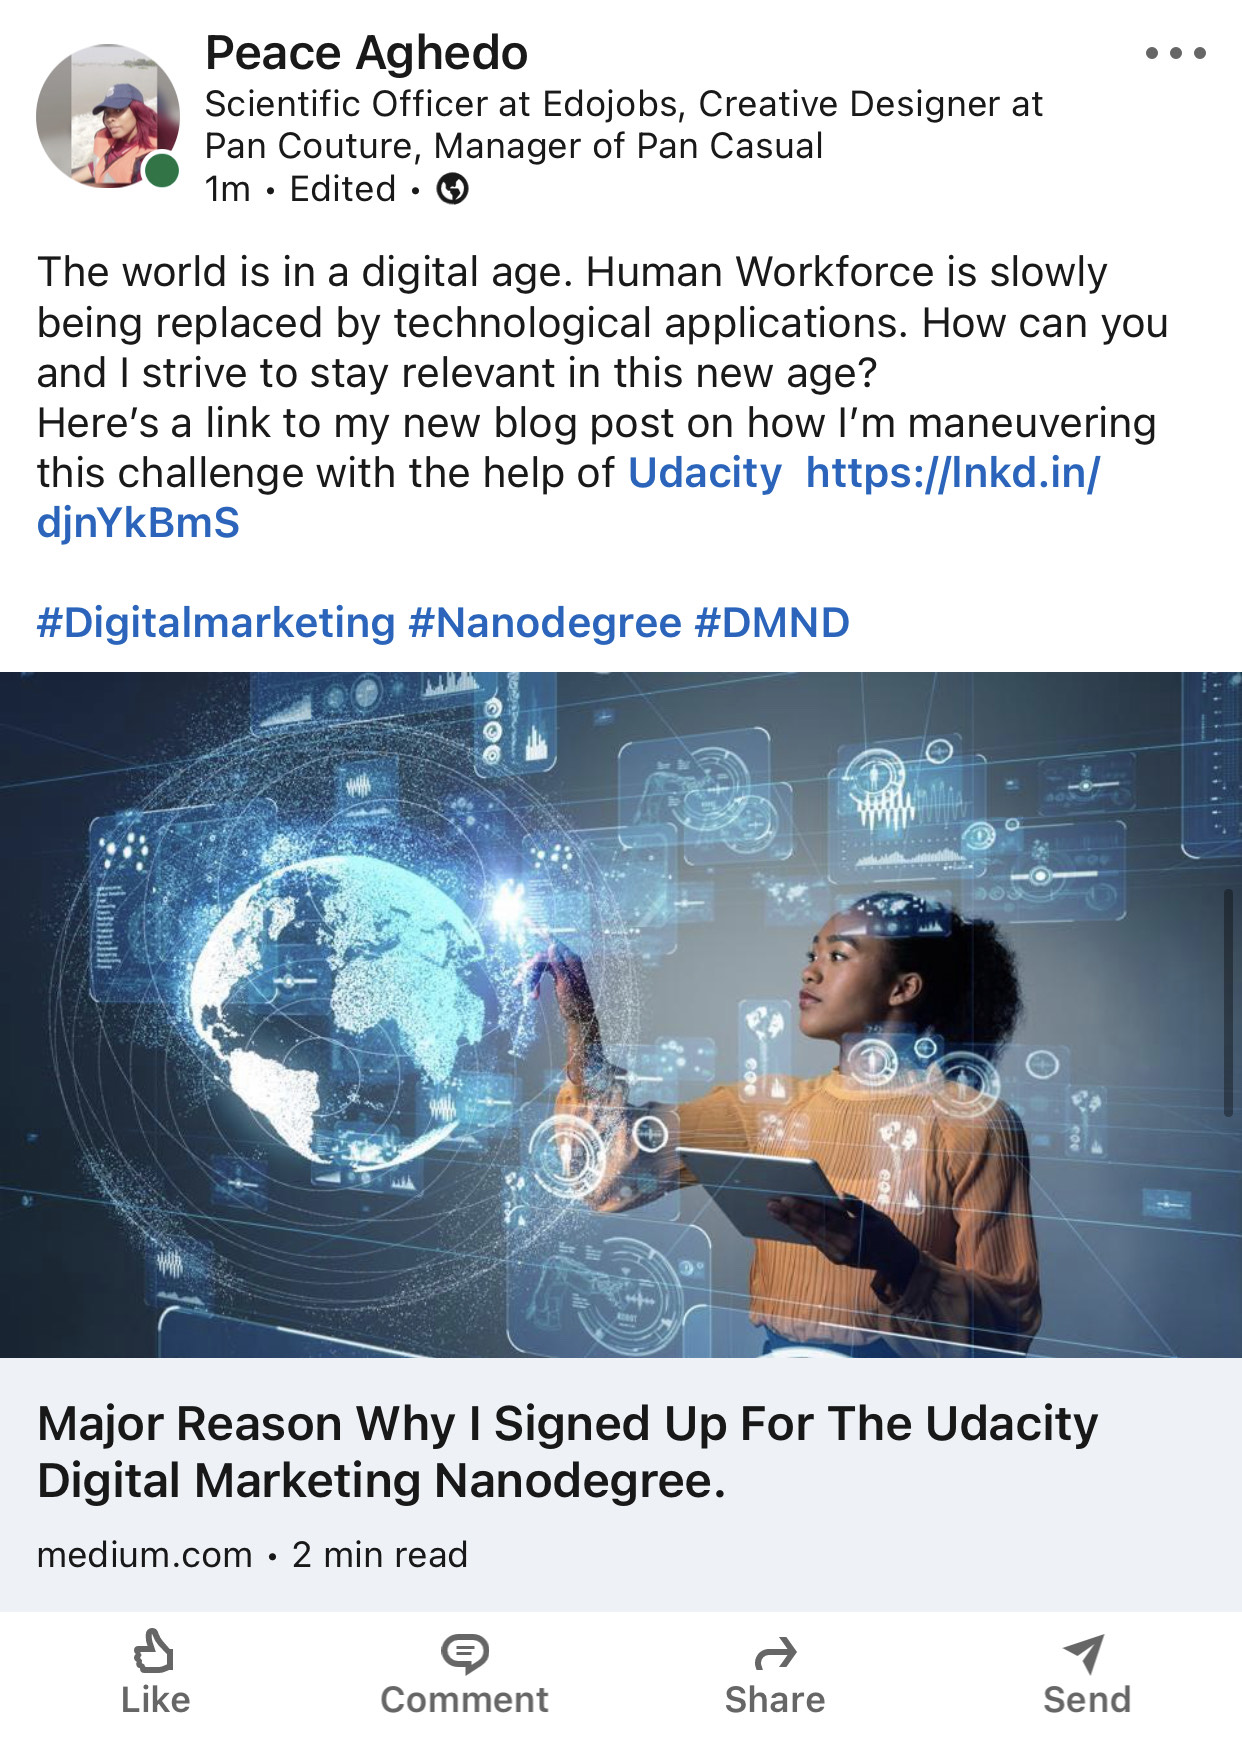 Peace Aghedo
Scientific Officer at Edojobs, Creative Designer at
Pan Couture, Manager of Pan Casual
1m • Edited •
The world is in a digital age. Human Workforce is slowly
being replaced by technological applications. How can you
and I strive to stay relevant in this new age?
Here’s a link to my new blog post on how I’m maneuvering
this challenge with the help of Udacity https://lnkd.in/
djnYkBmS
#Digitalmarketing #Nanodegree #DMND
Major Reason Why I Signed Up For The Udacity
Digital Marketing Nanodegree.
medium.com • 2 min read
Like
Comment
Share
Send